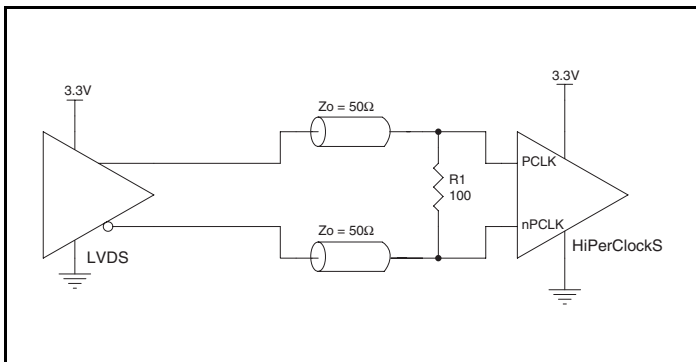 3.3V
LVDS
Zo = 50Ω
Zo = 50Ω
R1
100
3.3V
PCLK
nPCLK
HiPerClockS